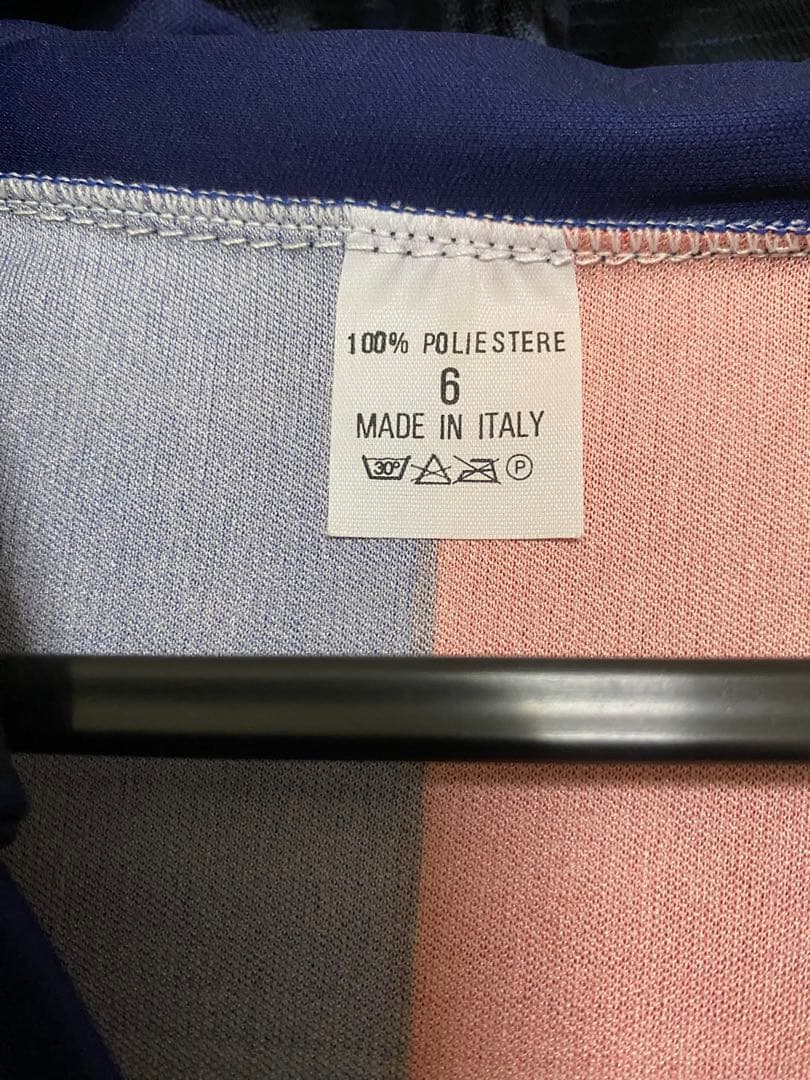 100% POLIESTERE
6
MADE IN ITALY
30° P